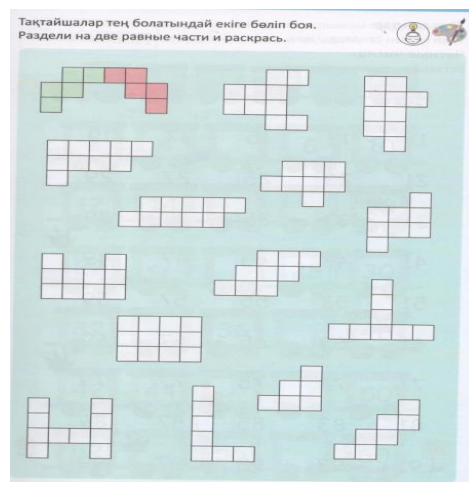 Тақтайшалар тең болатындай екіге бөліп боя.
Раздели на две равные части и раскрась.